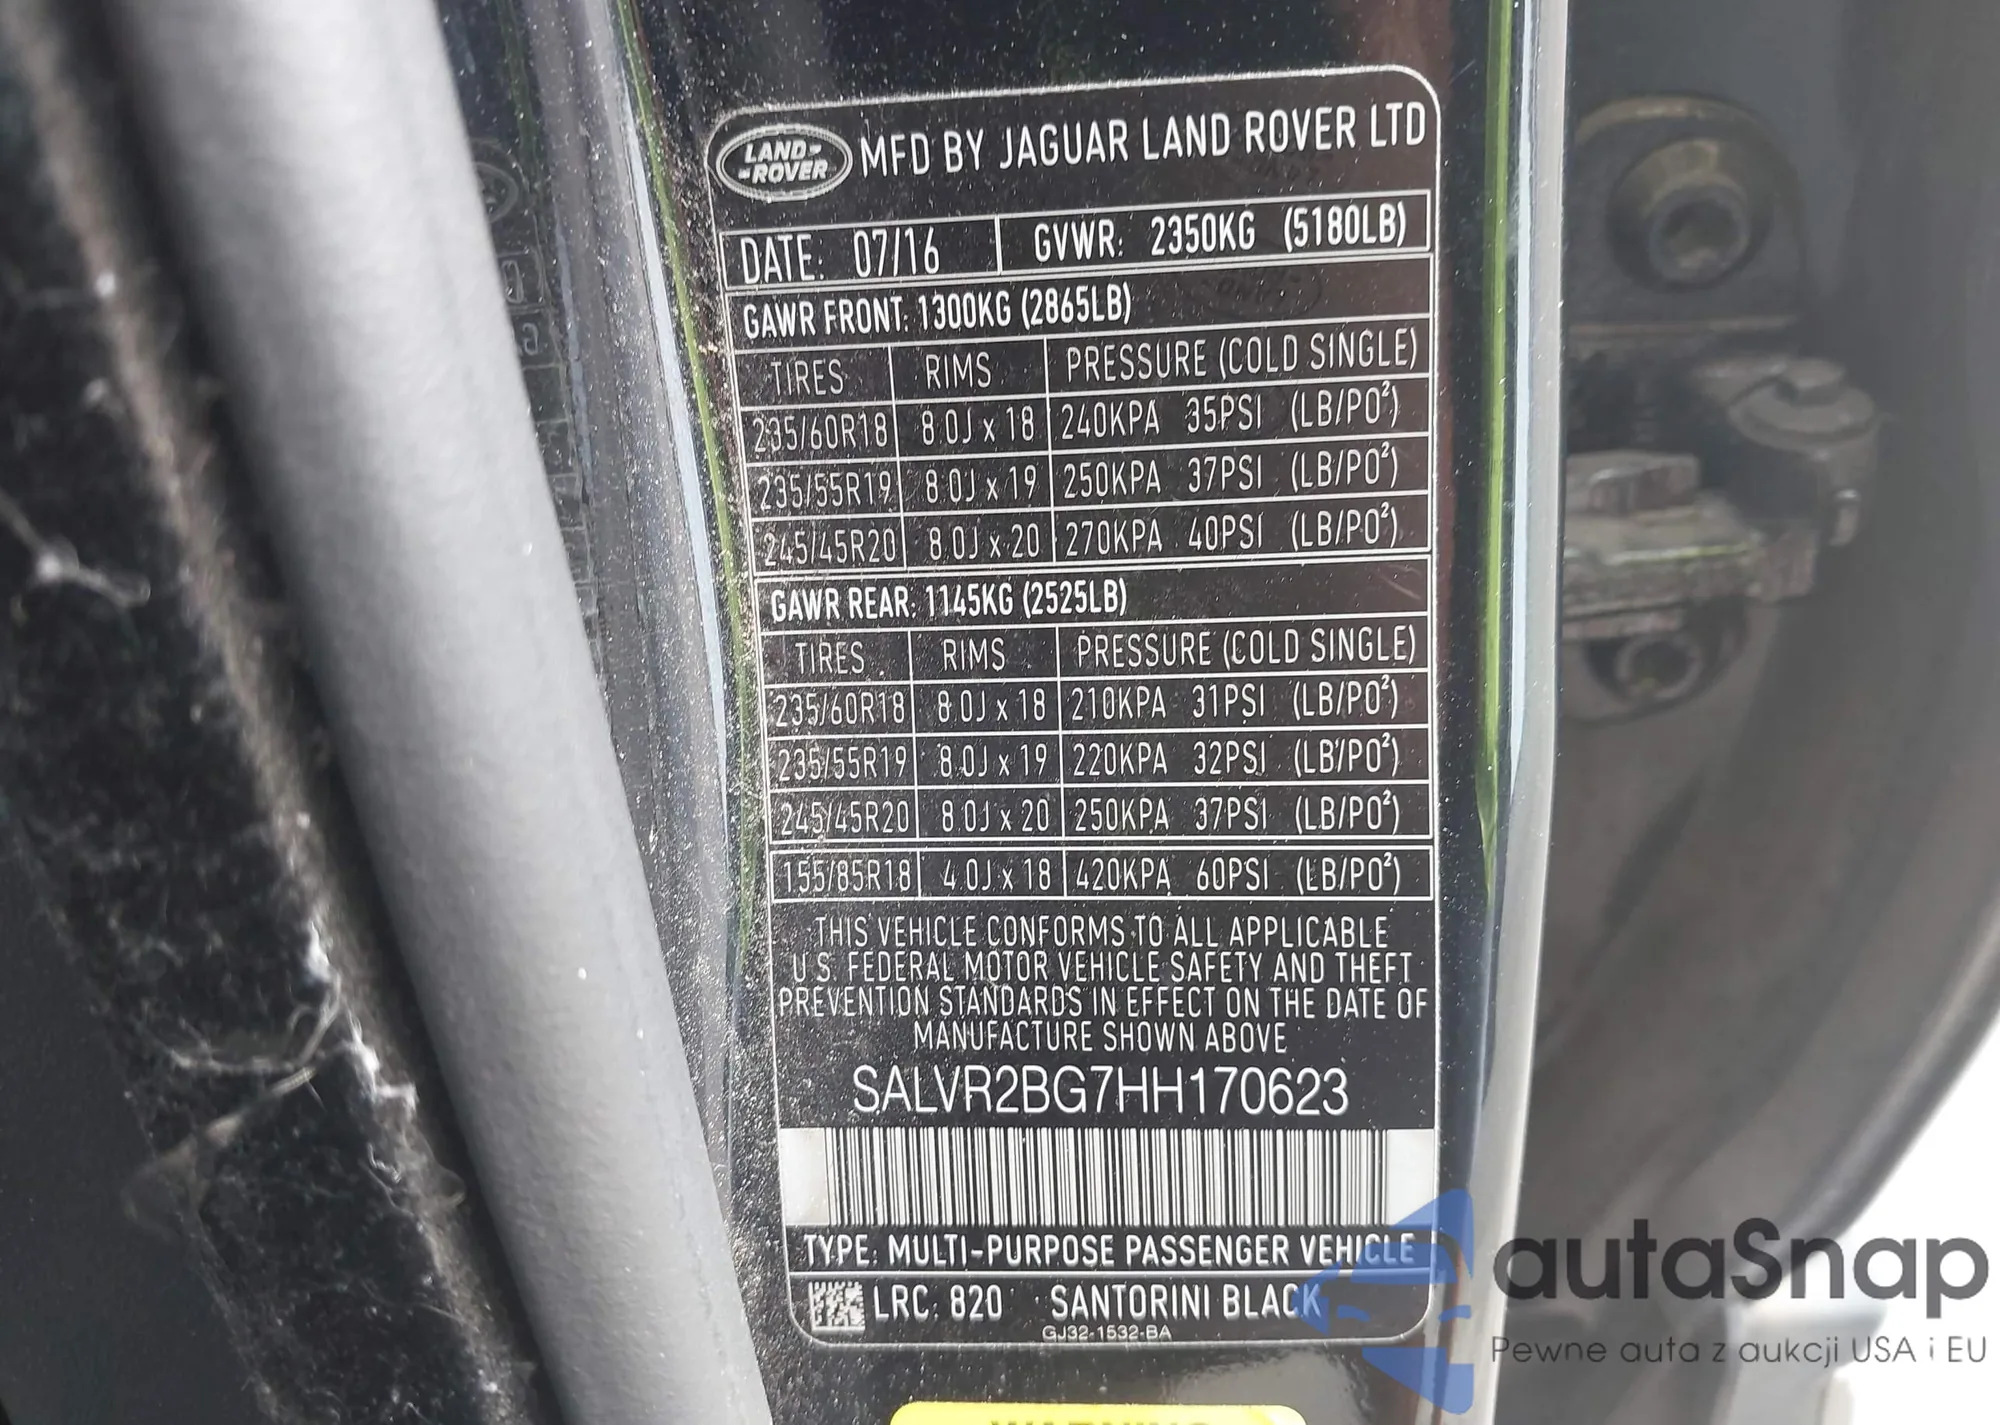 LAND-
-ROVER
MFD BY JAGUAR LAND ROVER LTD
DATE: 07/16 GVWR: 2350KG (5180LB)
GAWR FRONT: 1300KG (2865LB)
TIRES RIMS PRESSURE (COLD SINGLE)
235/60R18 8.0J x 18 240KPA 35PSI (LB/PO²)
235/55R19 8.0J x 19 250KPA 37PSI (LB/PO²)
245/45R20 8.0J x 20 270KPA 40PSI (LB/PO²)
GAWR REAR: 1145KG (2525LB)
TIRES RIMS PRESSURE (COLD SINGLE)
235/60R18 8.0J x 18 210KPA 31PSI (LB/PO²)
235/55R19 8.0J x 19 220KPA 32PSI (LB/PO²)
245/45R20 8.0J x 20 250KPA 37PSI (LB/PO²)
155/85R18 4.0J x 18 420KPA 60PSI (LB/PO²)
THIS VEHICLE CONFORMS TO ALL APPLICABLE
U.S. FEDERAL MOTOR VEHICLE SAFETY AND THEFT
PREVENTION STANDARDS IN EFFECT ON THE DATE OF
MANUFACTURE SHOWN ABOVE
SALVR2BG7HH170623
TYPE: MULTI-PURPOSE PASSENGER VEHICLE
LRC: 820 SANTORINI BLACK
GJ32-1532-BA
autaSnap
Pewne auta z aukcji USA i EU
WARNING